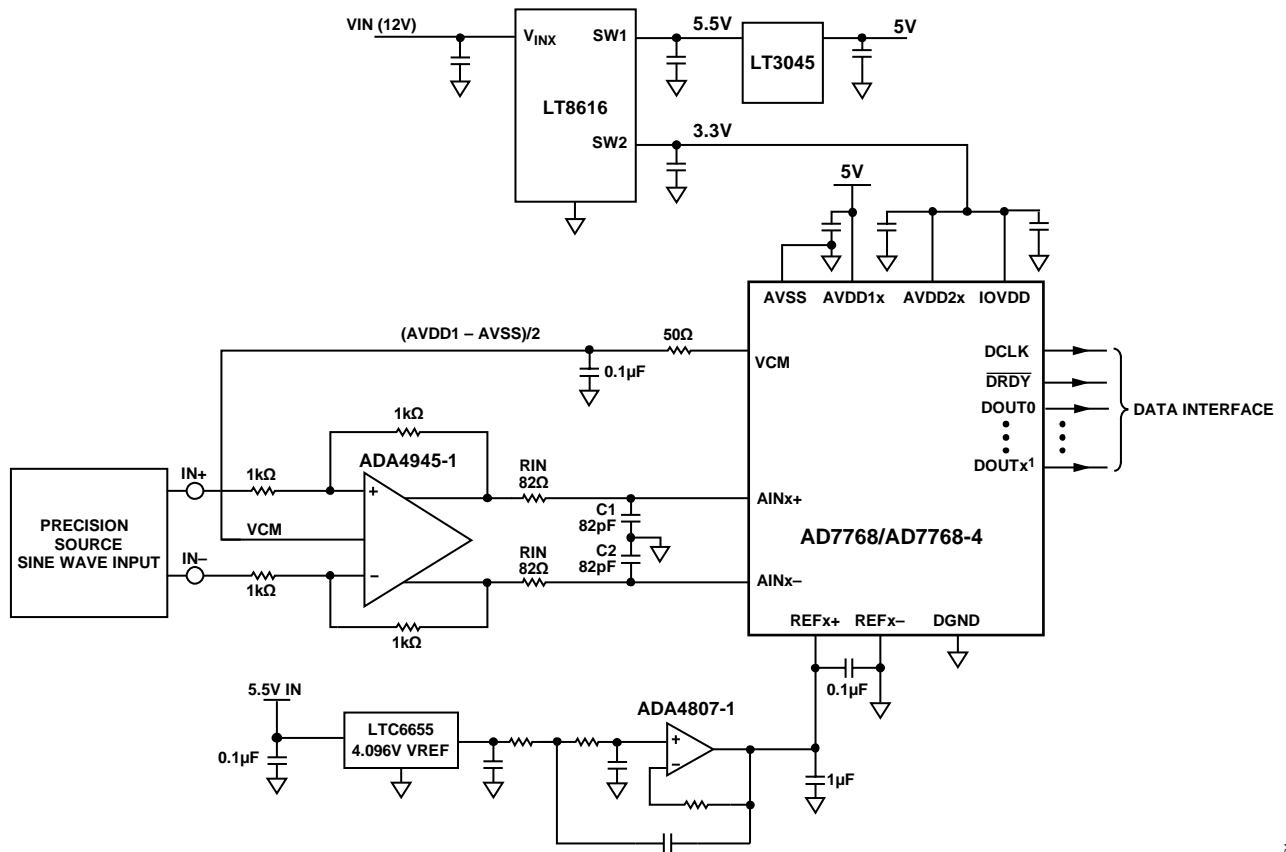 VIN (12V)
VINX
SW1
5.5V
5V
LT3045
LT8616
SW2
3.3V
5V
AVSS
AVDD1x
AVDD2x
IOVDD
(AVDD1 – AVSS)/2
50Ω
VCM
0.1µF
DCLK
DRDY
DOUT0
DATA INTERFACE
DOUTx1
1kΩ
ADA4945-1
IN+
1kΩ
RIN
82Ω
+
AINx+
C1
82pF
PRECISION
SOURCE
SINE WAVE INPUT
VCM
AD7768/AD7768-4
C2
82pF
IN–
1kΩ
–
RIN
82Ω
AINx–
1kΩ
REFx+
REFx–
DGND
0.1µF
5.5V IN
ADA4807-1
LTC6655
4.096V VREF
0.1µF
+
–
1µF